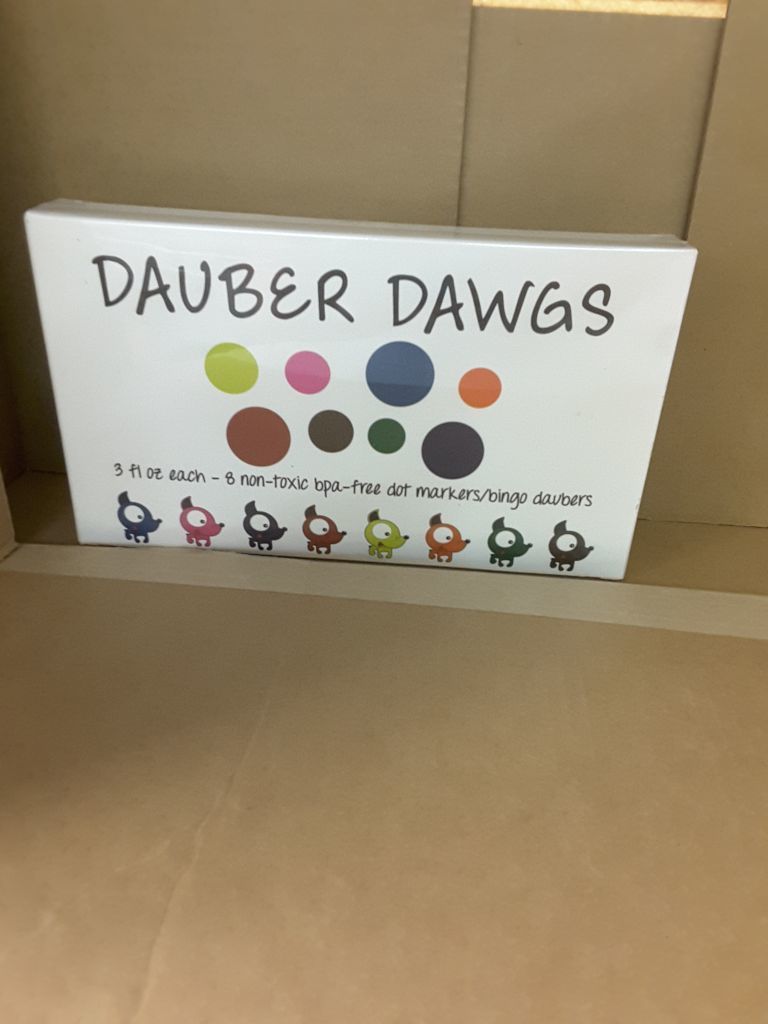 DAUBER DAWGS
3 fl oz each - 8 non-toxic bpa-free dot markers/bingo daubers